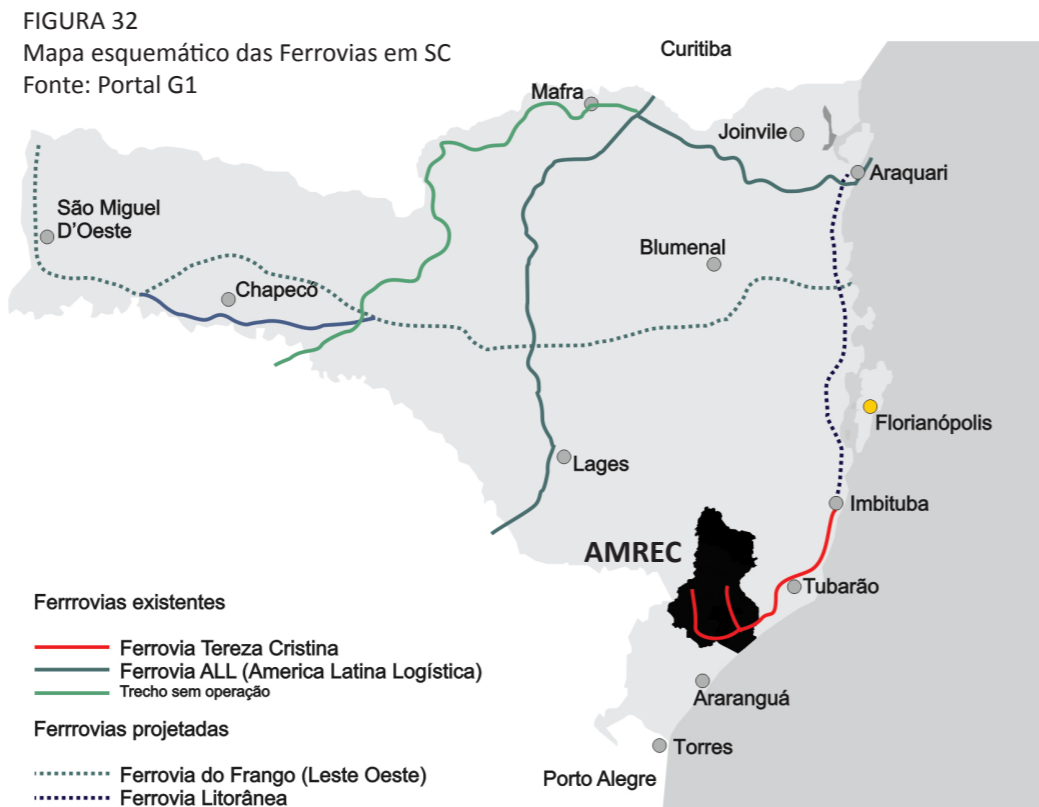 FIGURA 32
Mapa esquemático das Ferrovias em SC
Fonte: Portal G1
Curitiba
Mafra
Joinvile
Araquari
São Miguel
D'Oeste
Blumenal
Chapecó
Florianópolis
Lages
Imbituba
AMREC
Tubarão
Ferrrovias existentes
Ferrovia Tereza Cristina
Ferrovia ALL (America Latina Logística)
Trecho sem operação
Araranguá
Ferrrovias projetadas
Torres
Porto Alegre
Ferrovia do Frango (Leste Oeste)
Ferrovia Litorânea